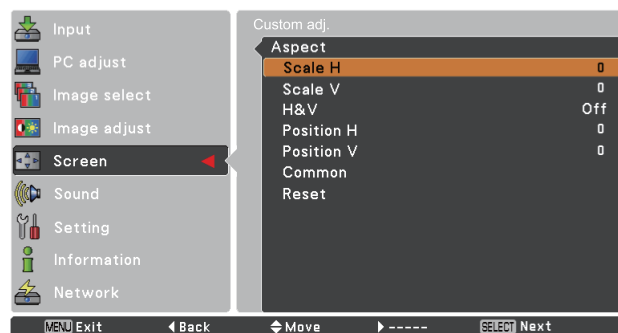 Input
PC adjust
Image select
Image adjust
Screen
Sound
Setting
Information
Network
Custom adj.
Aspect
Scale H 0
Scale V 0
H&V Off
Position H 0
Position V 0
Common
Reset
MENU Exit Back Move ----- SELECT Next